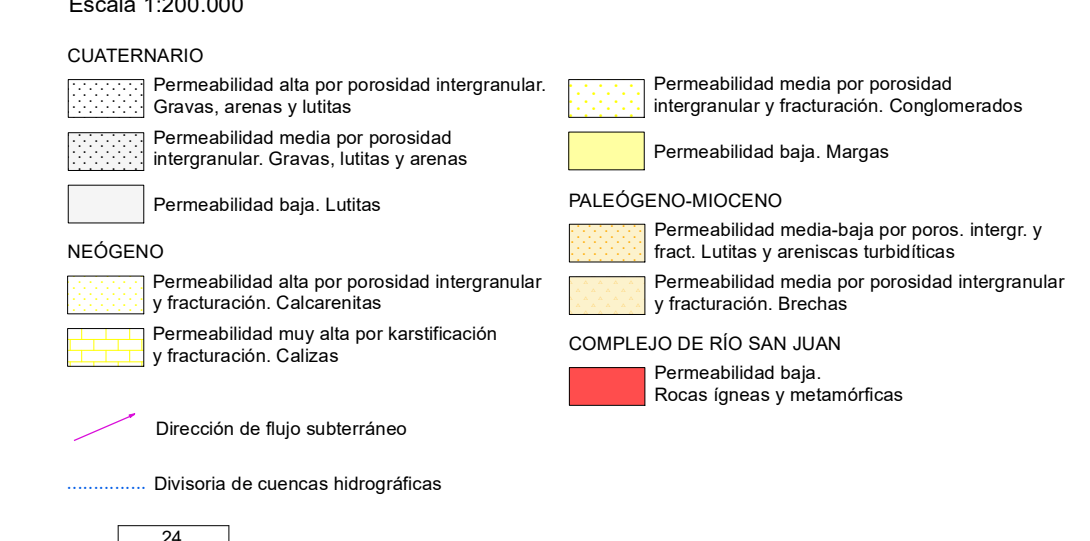 Escala 1:200.000
CUATERNARIO
Permeabilidad alta por porosidad intergranular.
Gravas, arenas y lutitas
Permeabilidad media por porosidad
intergranular. Gravas, lutitas y arenas
Permeabilidad baja. Lutitas
NEÓGENO
Permeabilidad alta por porosidad intergranular
y fracturación. Calcarenitas
Permeabilidad muy alta por karstificación
y fracturación. Calizas
Permeabilidad media por porosidad
intergranular y fracturación. Conglomerados
Permeabilidad baja. Margas
PALEÓGENO-MIOCENO
Permeabilidad media-baja por poros. intergr. y
fract. Lutitas y areniscas turbidíticas
Permeabilidad media por porosidad intergranular
y fracturación. Brechas
COMPLEJO DE RÍO SAN JUAN
Permeabilidad baja.
Rocas ígneas y metamórficas
Dirección de flujo subterráneo
Divisoria de cuencas hidrográficas
24